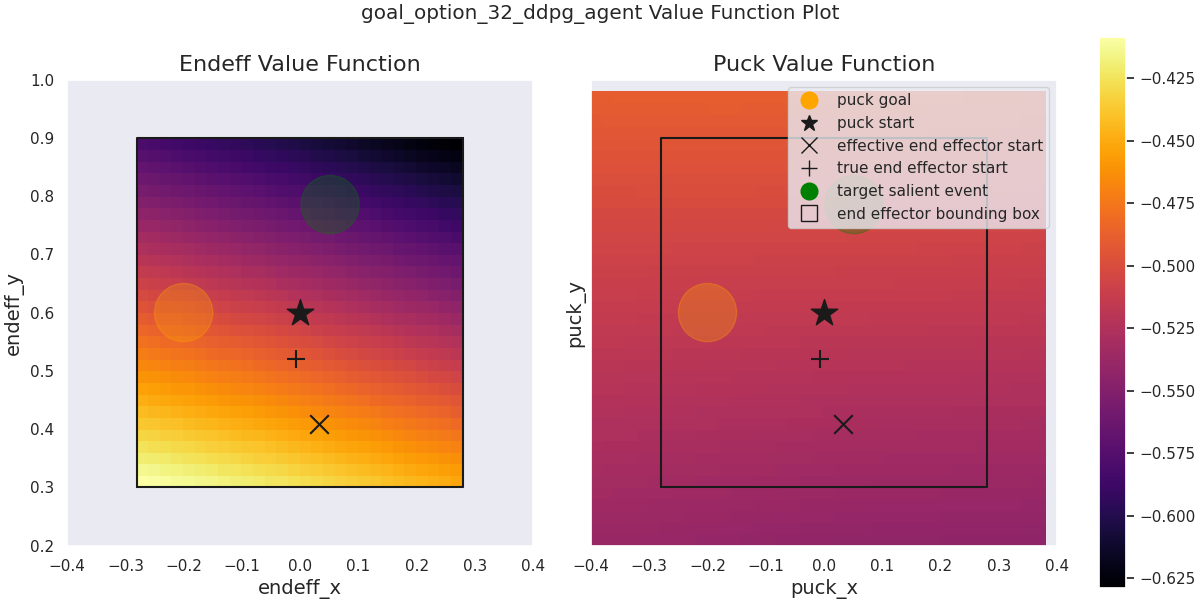 goal_option_32_ddpg_agent Value Function Plot
Endeff Value Function
1.0
0.9
0.8
0.7
0.6
0.5
0.4
0.3
0.2
endeff_y
−0.4 −0.3 −0.2 −0.1 0.0 0.1 0.2 0.3 0.4
endeff_x
Puck Value Function
puck goal
puck start
effective end effector start
true end effector start
target salient event
end effector bounding box
puck_y
−0.4 −0.3 −0.2 −0.1 0.0 0.1 0.2 0.3 0.4
puck_x
−0.425
−0.450
−0.475
−0.500
−0.525
−0.550
−0.575
−0.600
−0.625